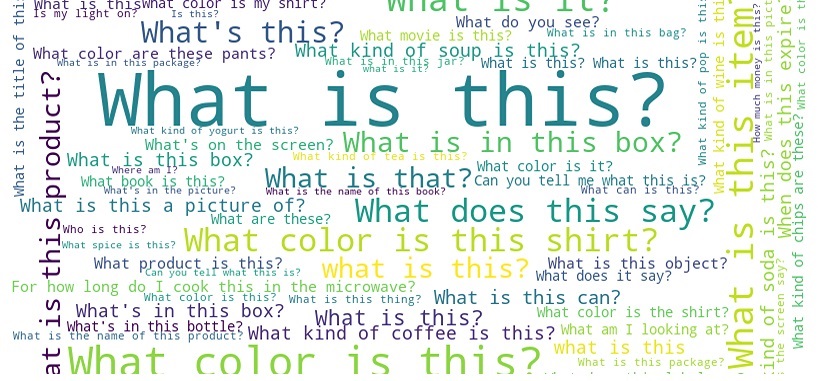 What is this
What color is my shirt?
What is it?
Is my light on?
Is this?
What do you see?
What's this?
What movie is this?
What is in this bag?
What color are these pants?
What kind of soup is this?
What is in this package?
What is in this jar?
What is this?
What is this?
what is it?
What is this?
What kind of yogurt is this?
What's on the screen?
What is in this box?
What is this box?
What kind of tea is this?
Where am I?
What color is it?
What book is this?
What is that?
Can you tell me what this is?
What's in the picture?
What is the name of this book?
What can is this?
What is this a picture of?
What are these?
What does this say?
Who is this?
What spice is this?
What color is this shirt?
What product is this?
Can you tell what this is?
what is this?
What is this object?
What does it say?
For how long do I cook this in the microwave?
What color is this?
What is this thing?
What is this can?
What's in this box?
What is this?
What color is the shirt?
What's in this bottle?
What am I looking at?
What is the name of this product?
What kind of coffee is this?
what is this
What color is this?
What is this package?
What is the title of this
at is this product?
What kind of pop is this
What kind of wine is this
What is this item?
How much money is this?
What is in this pict
kind of soda is this?
When does this expire?
the screen say?
What color is
What kind of chips are these?